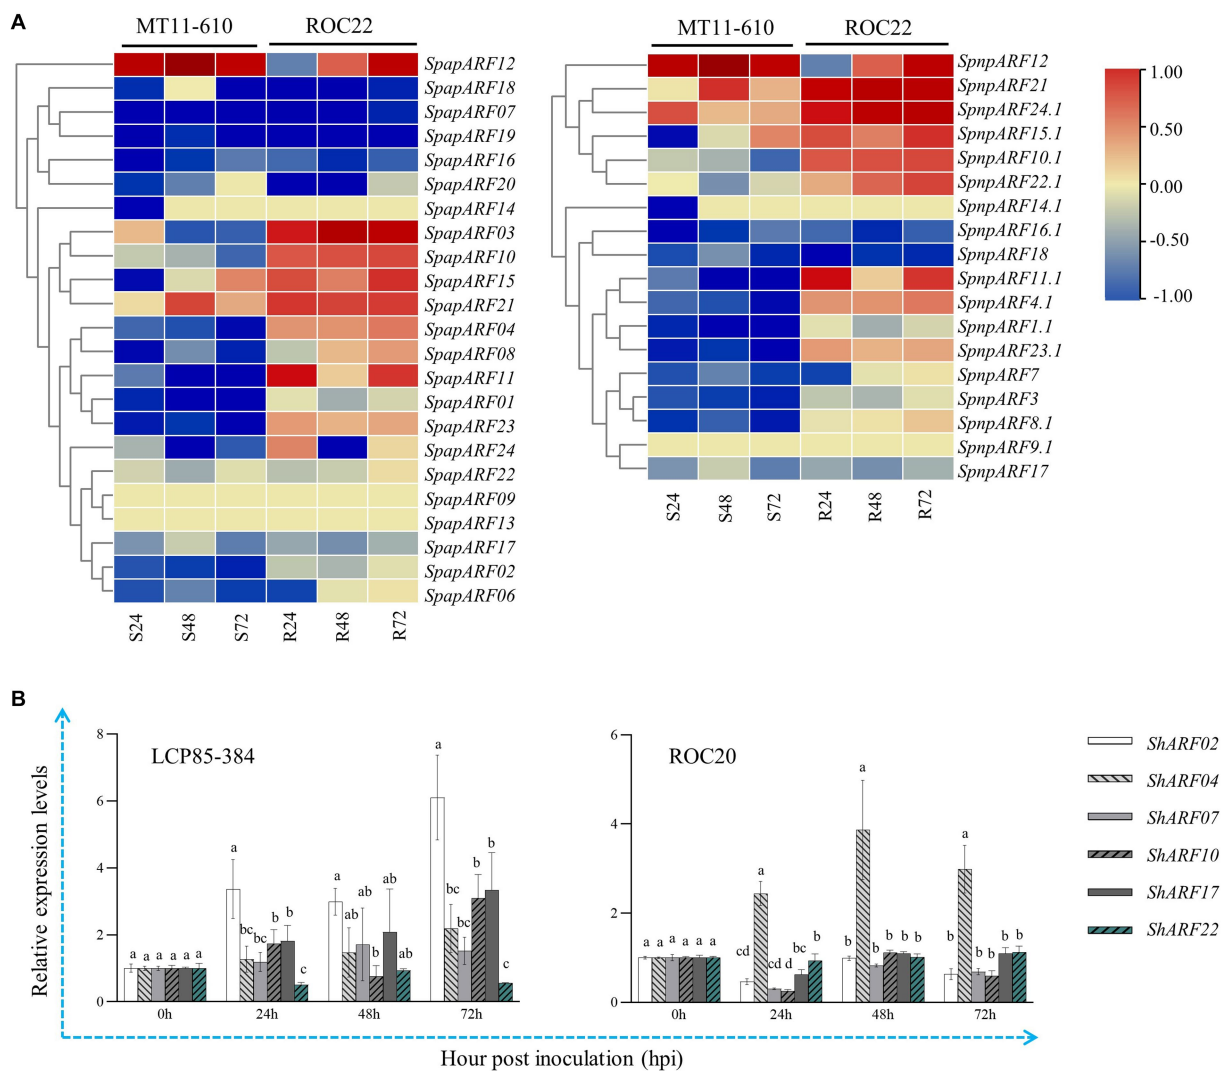 A
MT11-610 ROC22
SpapARF12
SpapARF18
SpapARF07
SpapARF19
SpapARF16
SpapARF20
SpapARF14
SpapARF03
SpapARF10
SpapARF15
SpapARF21
SpapARF04
SpapARF08
SpapARF11
SpapARF01
SpapARF23
SpapARF24
SpapARF22
SpapARF09
SpapARF13
SpapARF17
SpapARF02
SpapARF06
S24 S48 S72 R24 R48 R72
MT11-610 ROC22
SpnpARF12
SpnpARF21
SpnpARF24.1
SpnpARF15.1
SpnpARF10.1
SpnpARF22.1
SpnpARF14.1
SpnpARF16.1
SpnpARF18
SpnpARF11.1
SpnpARF4.1
SpnpARF1.1
SpnpARF23.1
SpnpARF7
SpnpARF3
SpnpARF8.1
SpnpARF9.1
SpnpARF17
S24 S48 S72 R24 R48 R72
1.00
0.50
0.00
-0.50
-1.00
B
Relative expression levels
LCP85-384
8
6
4
2
0
a a a a a a
a bc bc b b c
a ab ab b ab ab
a bc bc b b c
0h 24h 48h 72h
ROC20
6
4
2
0
a a a a a a
cd a cd d bc b
b a b b b b
b a b b b b
0h 24h 48h 72h
ShARF02
ShARF04
ShARF07
ShARF10
ShARF17
ShARF22
Hour post inoculation (hpi)